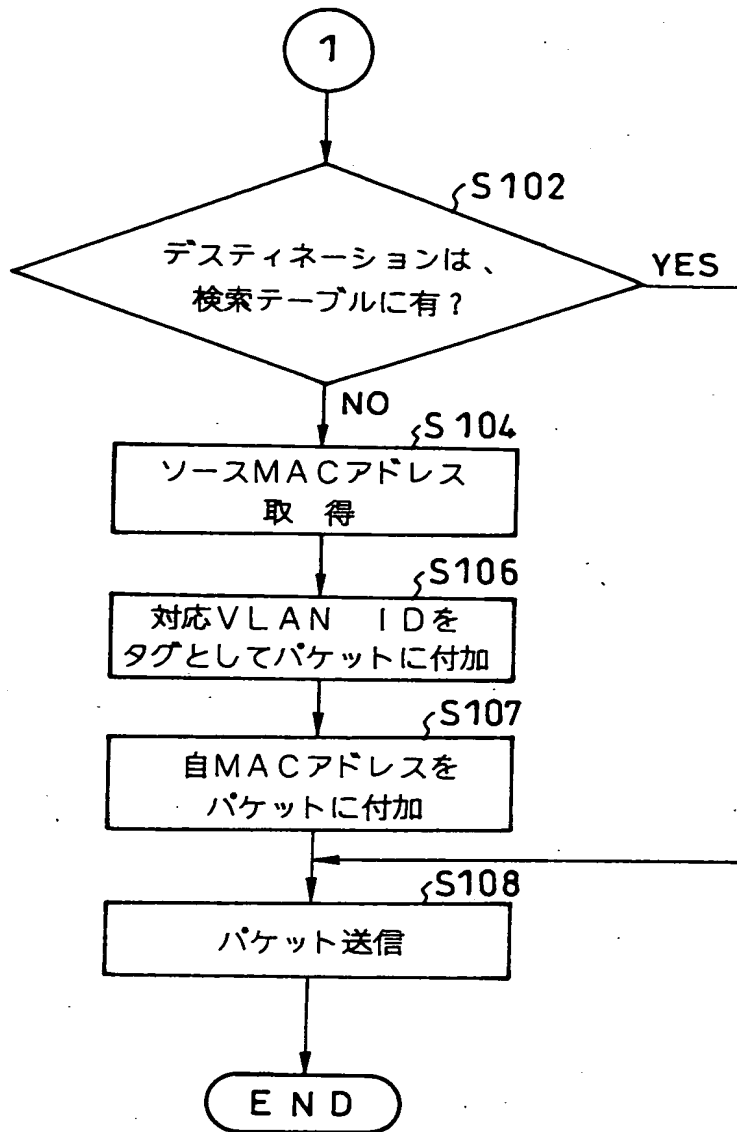 1
S102
デスティネーションは、
検索テーブルに有?
YES
NO
S104
ソースMACアドレス
取 得
S106
対応VLAN IDを
タグとしてパケットに付加
S107
自MACアドレスを
パケットに付加
S108
パケット送信
END